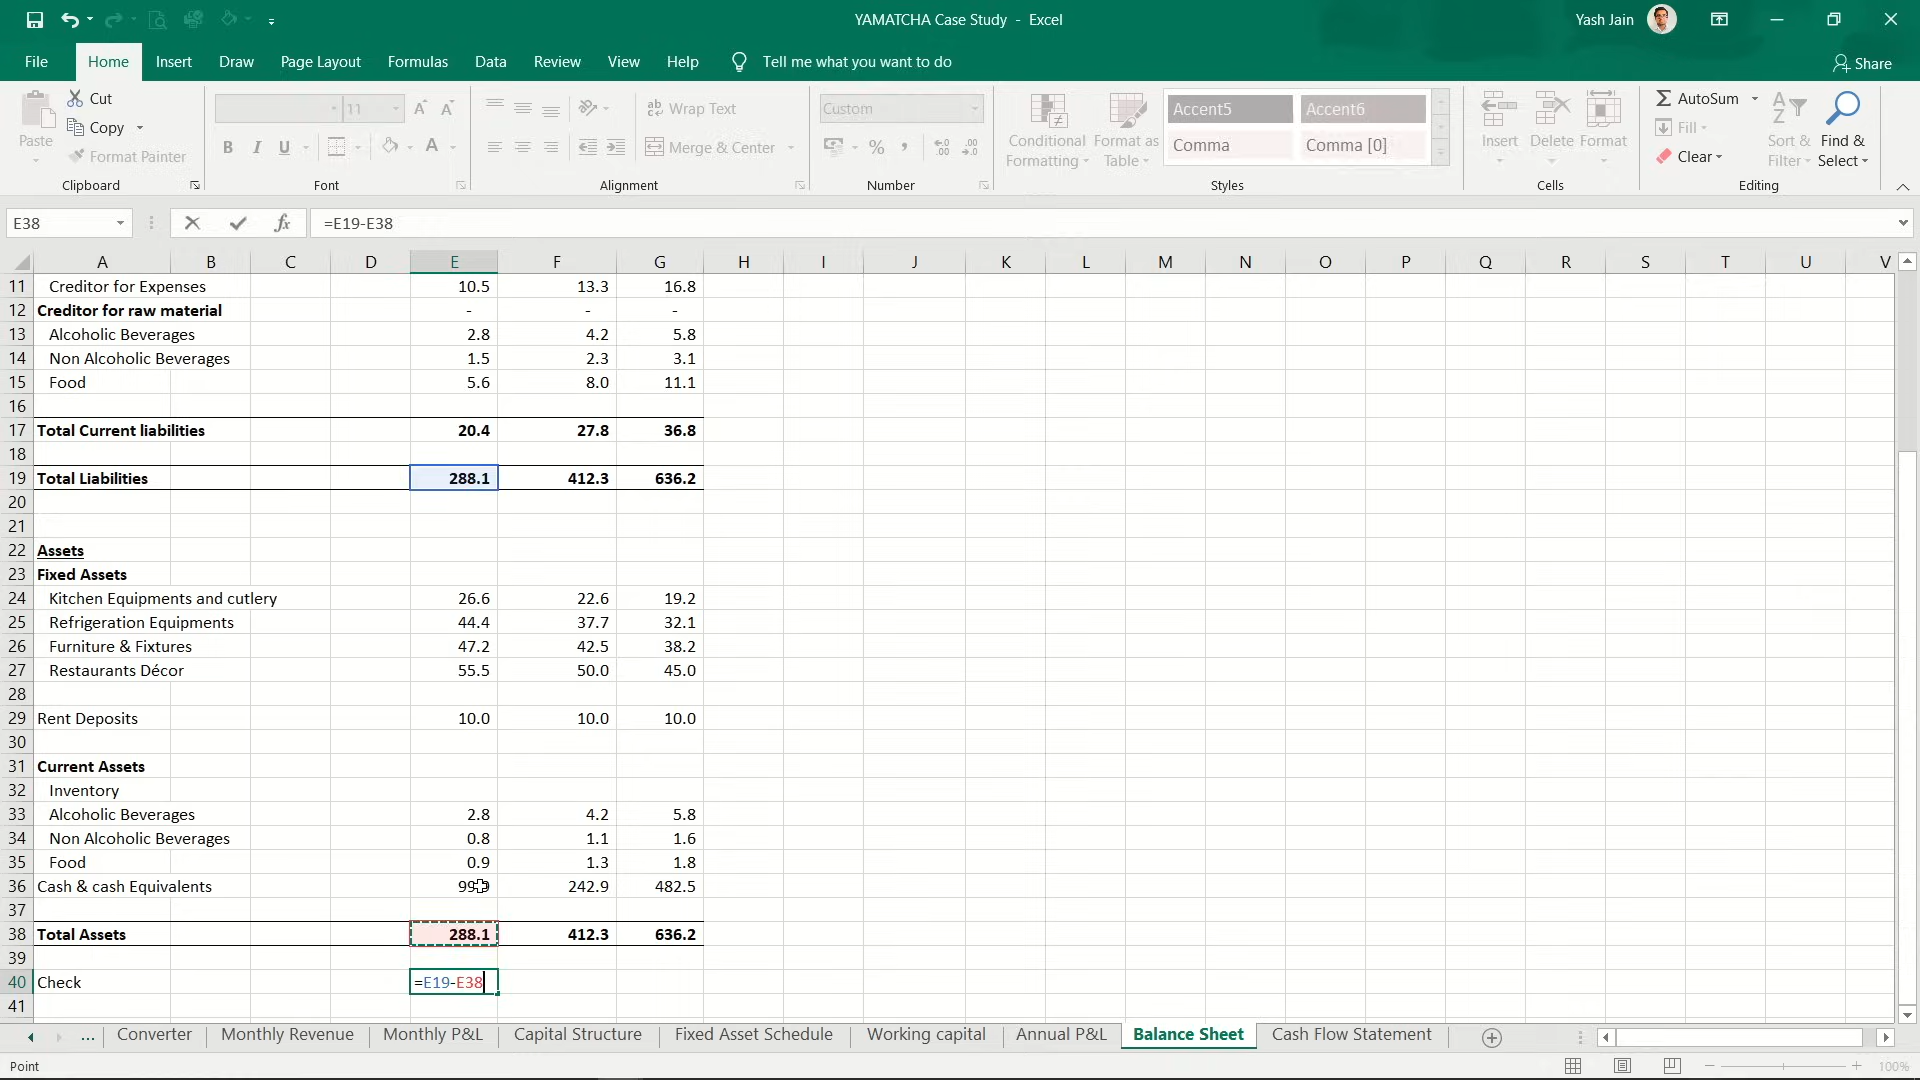 YAMATCHA Case Study - Excel
Yash Jain
File Home Insert Draw Page Layout Formulas Data Review View Help Tell me what you want to do
Share
Paste
Cut
Copy
Format Painter
Clipboard
11
B I U
Font
Wrap Text
Merge & Center
Alignment
Custom
Number
Conditional Formatting
Format as Table
Accent5 Accent6
Comma Comma [0]
Styles
Insert Delete Format
Cells
AutoSum
Fill
Clear
Sort & Filter
Find & Select
Editing
E38 fx =E19-E38
A B C D E F G H I J K L M N O P Q R S T U V
11 Creditor for Expenses 10.5 13.3 16.8
12 Creditor for raw material - - -
13 Alcoholic Beverages 2.8 4.2 5.8
14 Non Alcoholic Beverages 1.5 2.3 3.1
15 Food 5.6 8.0 11.1
16
17 Total Current liabilities 20.4 27.8 36.8
18
19 Total Liabilities 288.1 412.3 636.2
20
21
22 Assets
23 Fixed Assets
24 Kitchen Equipments and cutlery 26.6 22.6 19.2
25 Refrigeration Equipments 44.4 37.7 32.1
26 Furniture & Fixtures 47.2 42.5 38.2
27 Restaurants Décor 55.5 50.0 45.0
28
29 Rent Deposits 10.0 10.0 10.0
30
31 Current Assets
32 Inventory
33 Alcoholic Beverages 2.8 4.2 5.8
34 Non Alcoholic Beverages 0.8 1.1 1.6
35 Food 0.9 1.3 1.8
36 Cash & cash Equivalents 242.9 482.5
37
38 Total Assets 288.1 412.3 636.2
39
40 Check =E19-E38
41
... Converter Monthly Revenue Monthly P&L Capital Structure Fixed Asset Schedule Working capital Annual P&L Balance Sheet Cash Flow Statement
Point
100%